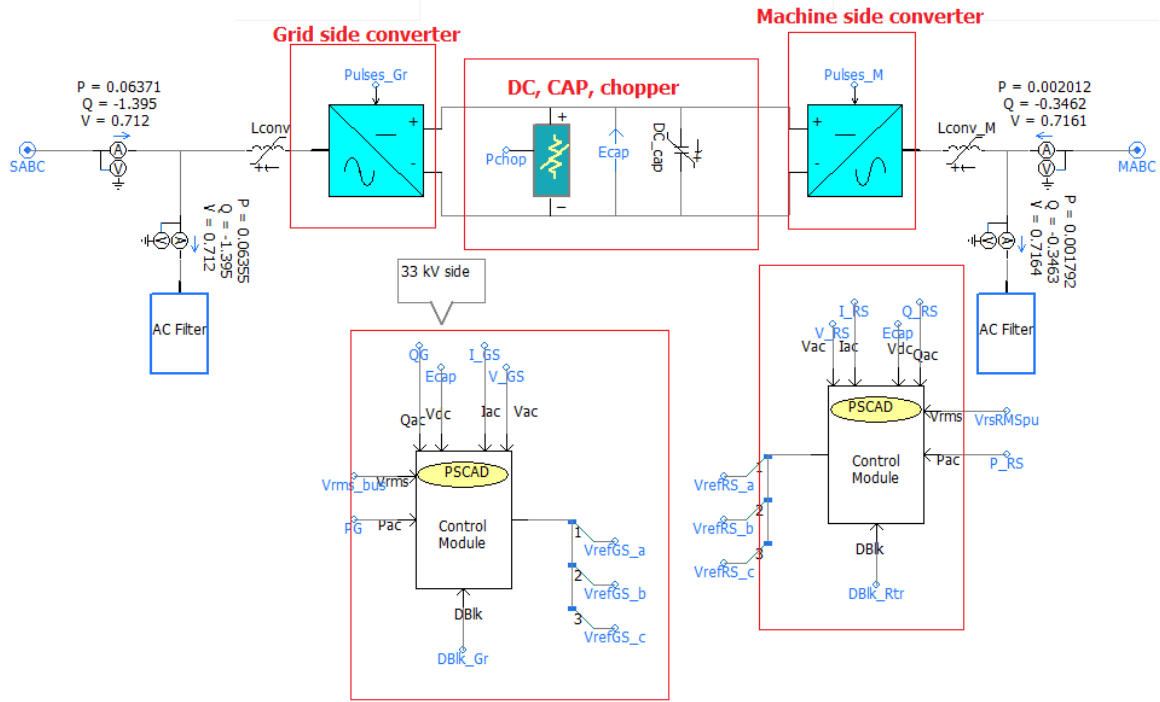 Grid side converter
Machine side converter
DC, CAP, chopper
P = 0.06371
Q = -1.395
V = 0.712
Pulses_Gr
Pulses_M
P = 0.002012
Q = -0.3462
V = 0.7161
Lconv
Lconv_M
+
-
+
-
+
−
A
V
A
V
SABC
MABC
Pchop
Ecap
DC_cap
+
+
+
V
A
V
A
P = 0.06355
Q = -1.395
V = 0.712
P = 0.001792
Q = -0.3463
V = 0.7164
AC Filter
AC Filter
33 kV side
QG
I_GS
Ecap
V_GS
Qac
Vdc
Iac
Vac
PSCAD
Vrms_bus
Vrms
PG
Pac
Control
Module
1
VrefGS_a
2
VrefGS_b
3
VrefGS_c
DBlk
DBlk_Gr
I_RS
Q_RS
V_RS
Ecap
Vac
Iac
Vdc
Qac
PSCAD
Vrms
VrsRMSpu
Pac
P_RS
Control
Module
1
VrefRS_a
2
VrefRS_b
3
VrefRS_c
DBlk
DBlk_Rtr